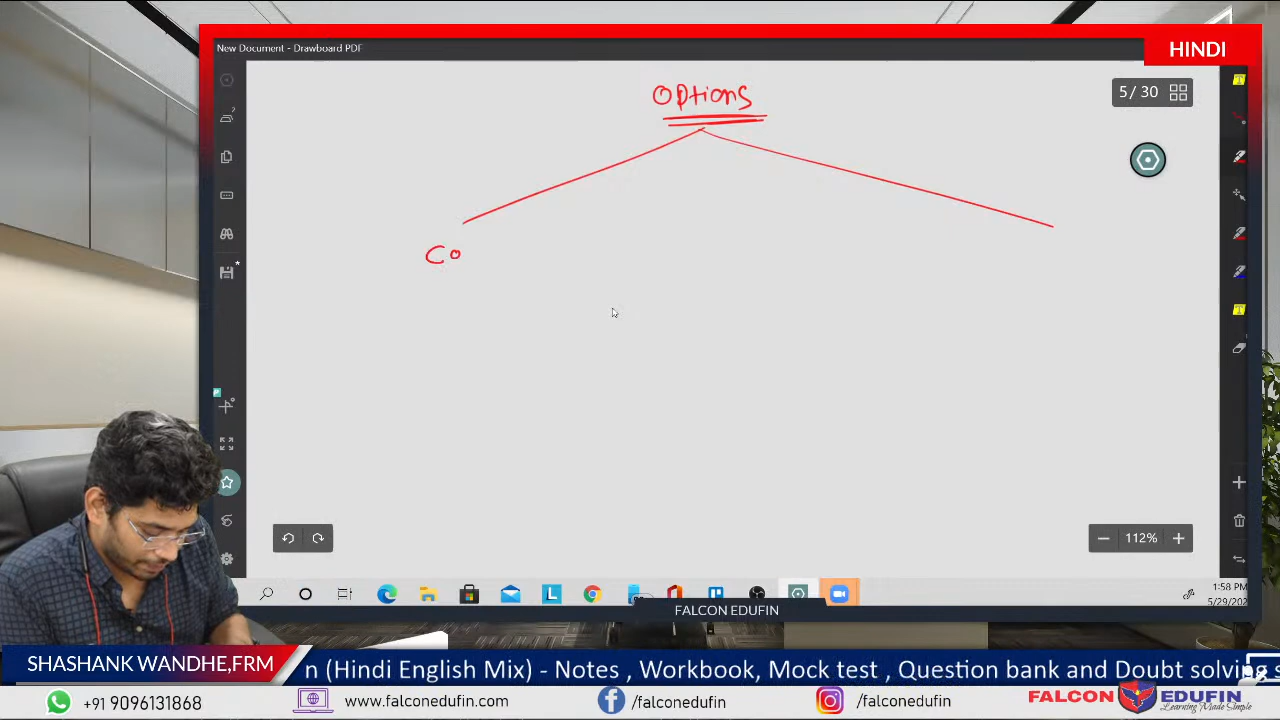 HINDI
New Document - Drawboard PDF
Options
5 / 30
Co
112%
1:58 PM
FALCON EDUFIN
SHASHANK WANDHE,FRM
n (Hindi English Mix) - Notes , Workbook, Mock test , Question bank and Doubt solving s
+91 9096131868
www.falconedufin.com
/falconedufin
/falconedufin
FALCON EDUFIN
Learning Made Simple